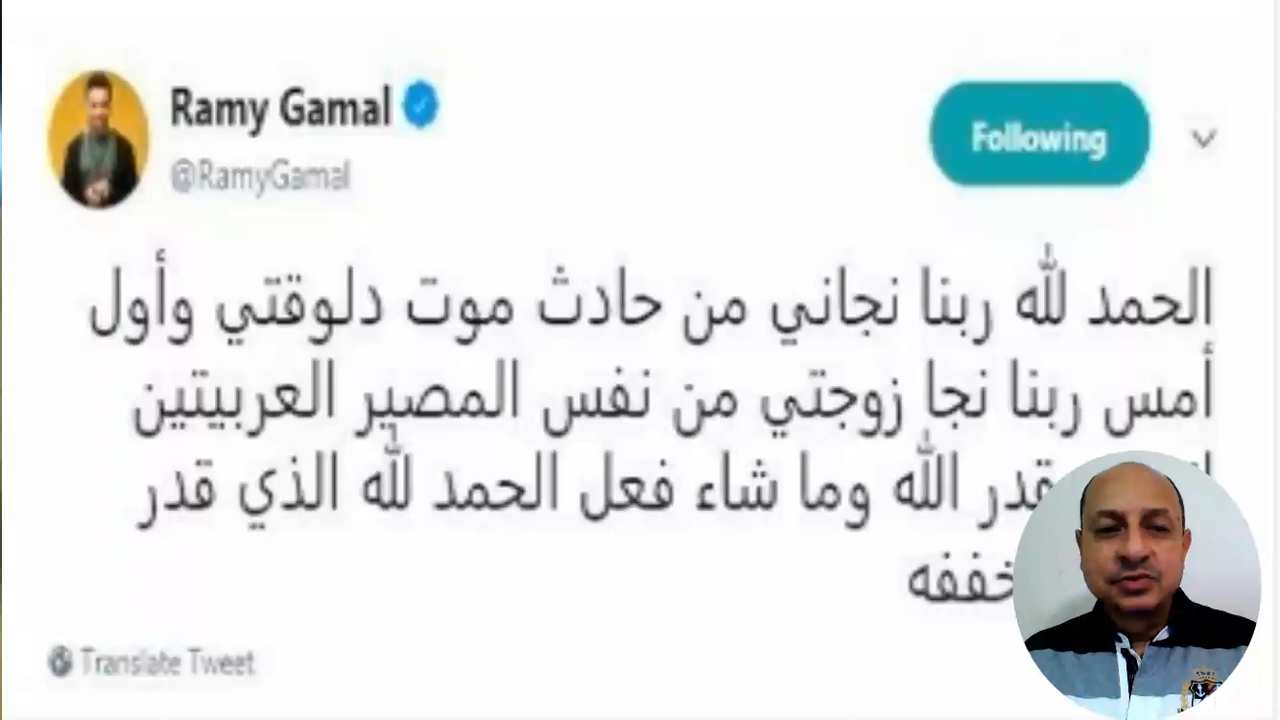 Ramy Gamal
@RamyGamal
Following
الحمد لله ربنا نجاني من حادث موت دلوقتي وأول
أمس ربنا نجا زوجتي من نفس المصير العربيتين
قدر الله وما شاء فعل الحمد لله الذي قدر
Translate Tweet